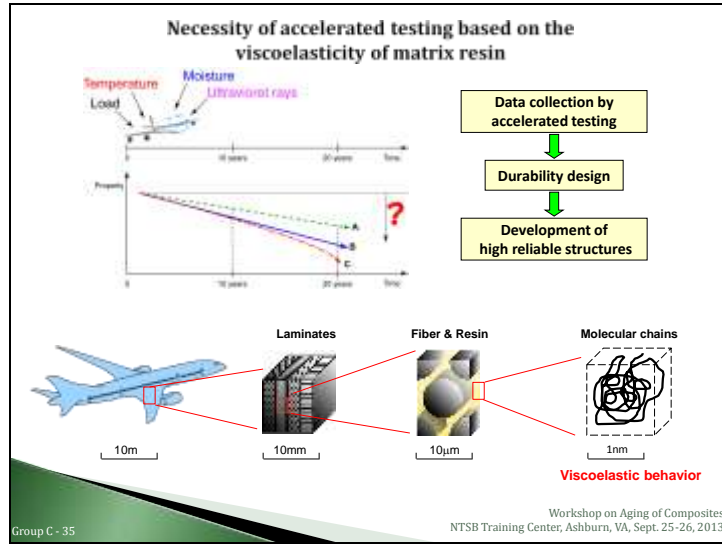 Necessity of accelerated testing based on the
viscoelasticity of matrix resin
Moisture
Temperature
Ultraviorot rays
Load
0
10 years
20 years
Time
Property
?
A
B
C
0
10 years
20 years
Time
Data collection by
accelerated testing
Durability design
Development of
high reliable structures
Laminates
Fiber & Resin
Molecular chains
10m
10mm
10μm
1nm
Viscoelastic behavior
Group C - 35
Workshop on Aging of Composites
NTSB Training Center, Ashburn, VA, Sept. 25-26, 2013